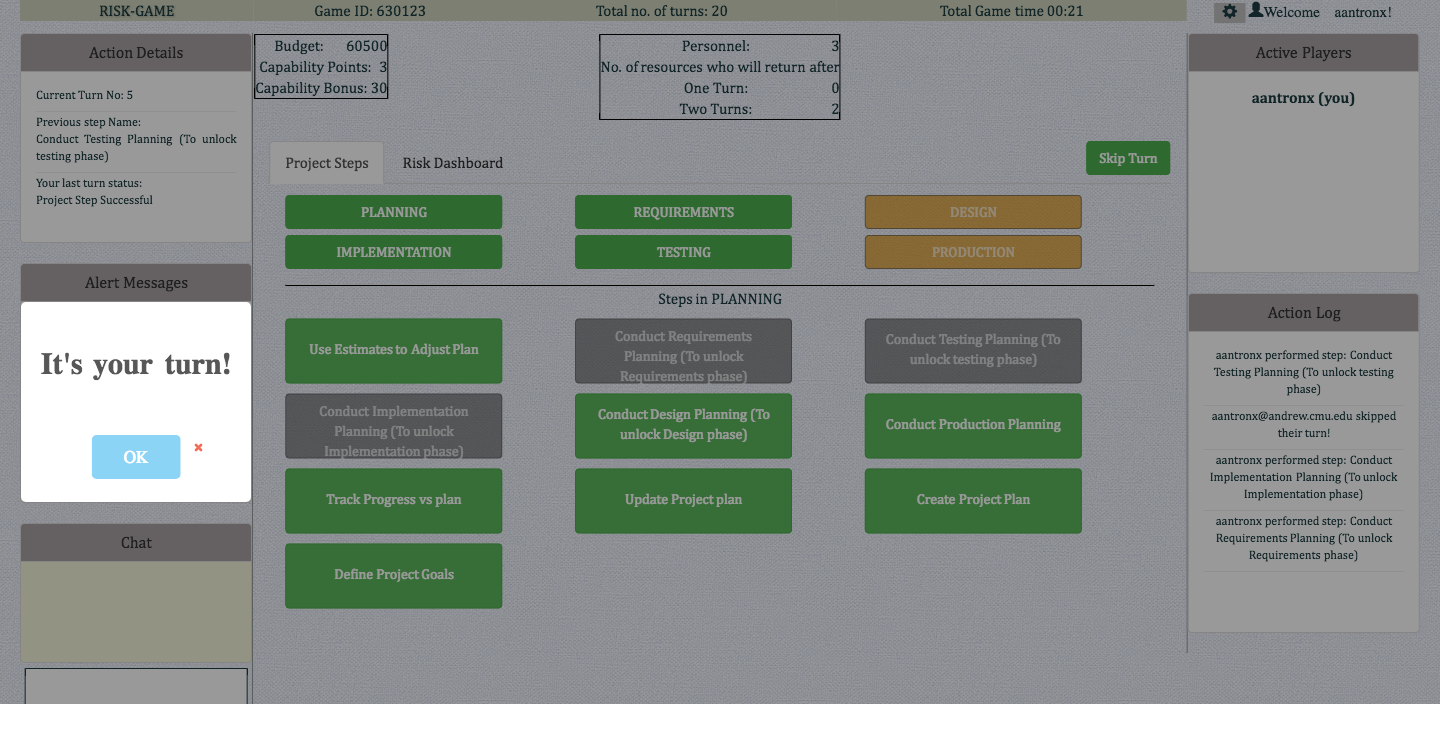 RISK-GAME Game ID: 630123 Total no. of turns: 20 Total Game time 00:21 Welcome aantronx!
Action Details
Current Turn No: 5
Previous step Name:
Conduct Testing Planning (To unlock
testing phase)
Your last turn status:
Project Step Successful
Alert Messages
It's your turn!
OK
Chat
Budget: 60500
Capability Points: 3
Capability Bonus: 30
Personnel: 3
No. of resources who will return after
One Turn: 0
Two Turns: 2
Project Steps Risk Dashboard Skip Turn
PLANNING REQUIREMENTS DESIGN
IMPLEMENTATION TESTING PRODUCTION
Steps in PLANNING
Use Estimates to Adjust Plan
Conduct Requirements
Planning (To unlock
Requirements phase)
Conduct Testing Planning (To
unlock testing phase)
Conduct Implementation
Planning (To unlock
Implementation phase)
Conduct Design Planning (To
unlock Design phase)
Conduct Production Planning
Track Progress vs plan
Update Project plan
Create Project Plan
Define Project Goals
Active Players
aantronx (you)
Action Log
aantronx performed step: Conduct
Testing Planning (To unlock testing
phase)
aantronx@andrew.cmu.edu skipped
their turn!
aantronx performed step: Conduct
Implementation Planning (To unlock
Implementation phase)
aantronx performed step: Conduct
Requirements Planning (To unlock
Requirements phase)